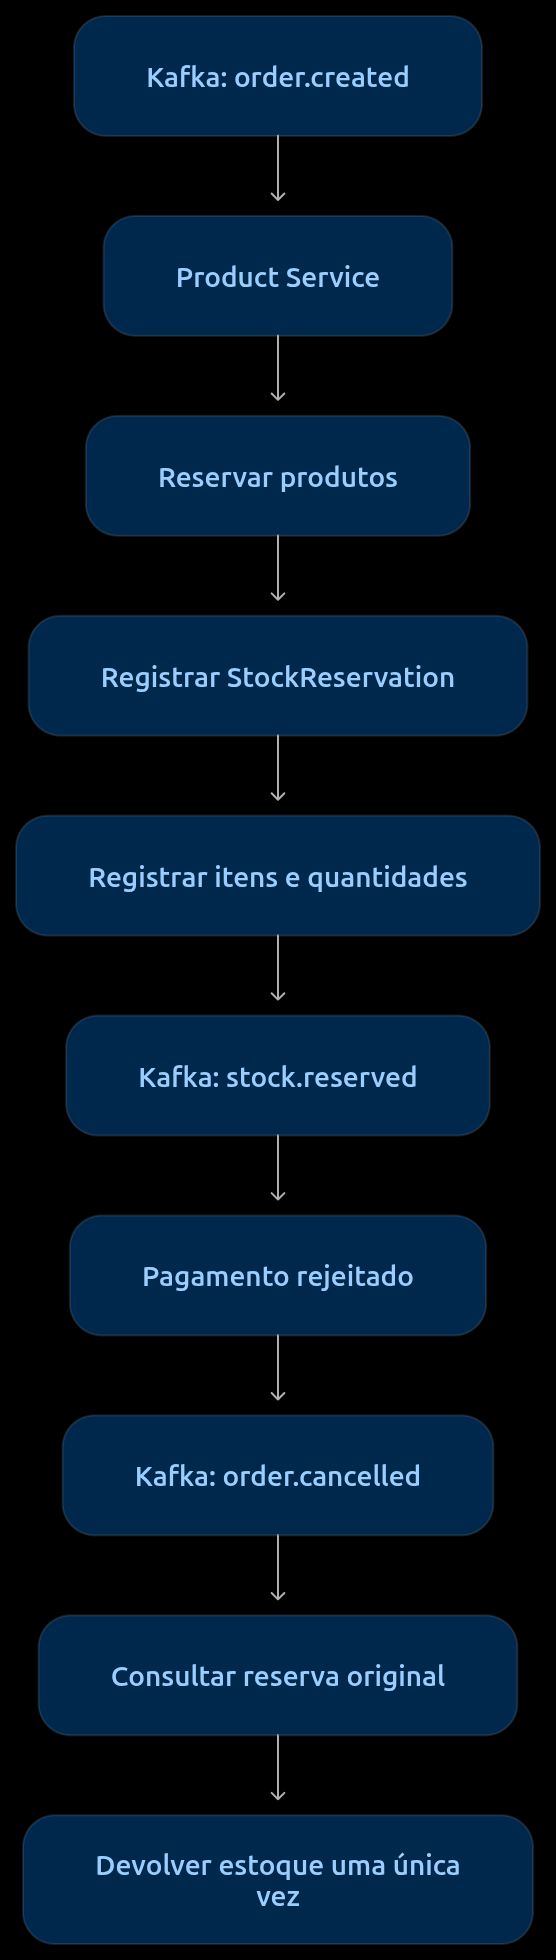 Kafka: order.created
Product Service
Reservar produtos
Registrar StockReservation
Registrar itens e quantidades
Kafka: stock.reserved
Pagamento rejeitado
Kafka: order.cancelled
Consultar reserva original
Devolver estoque uma única
vez